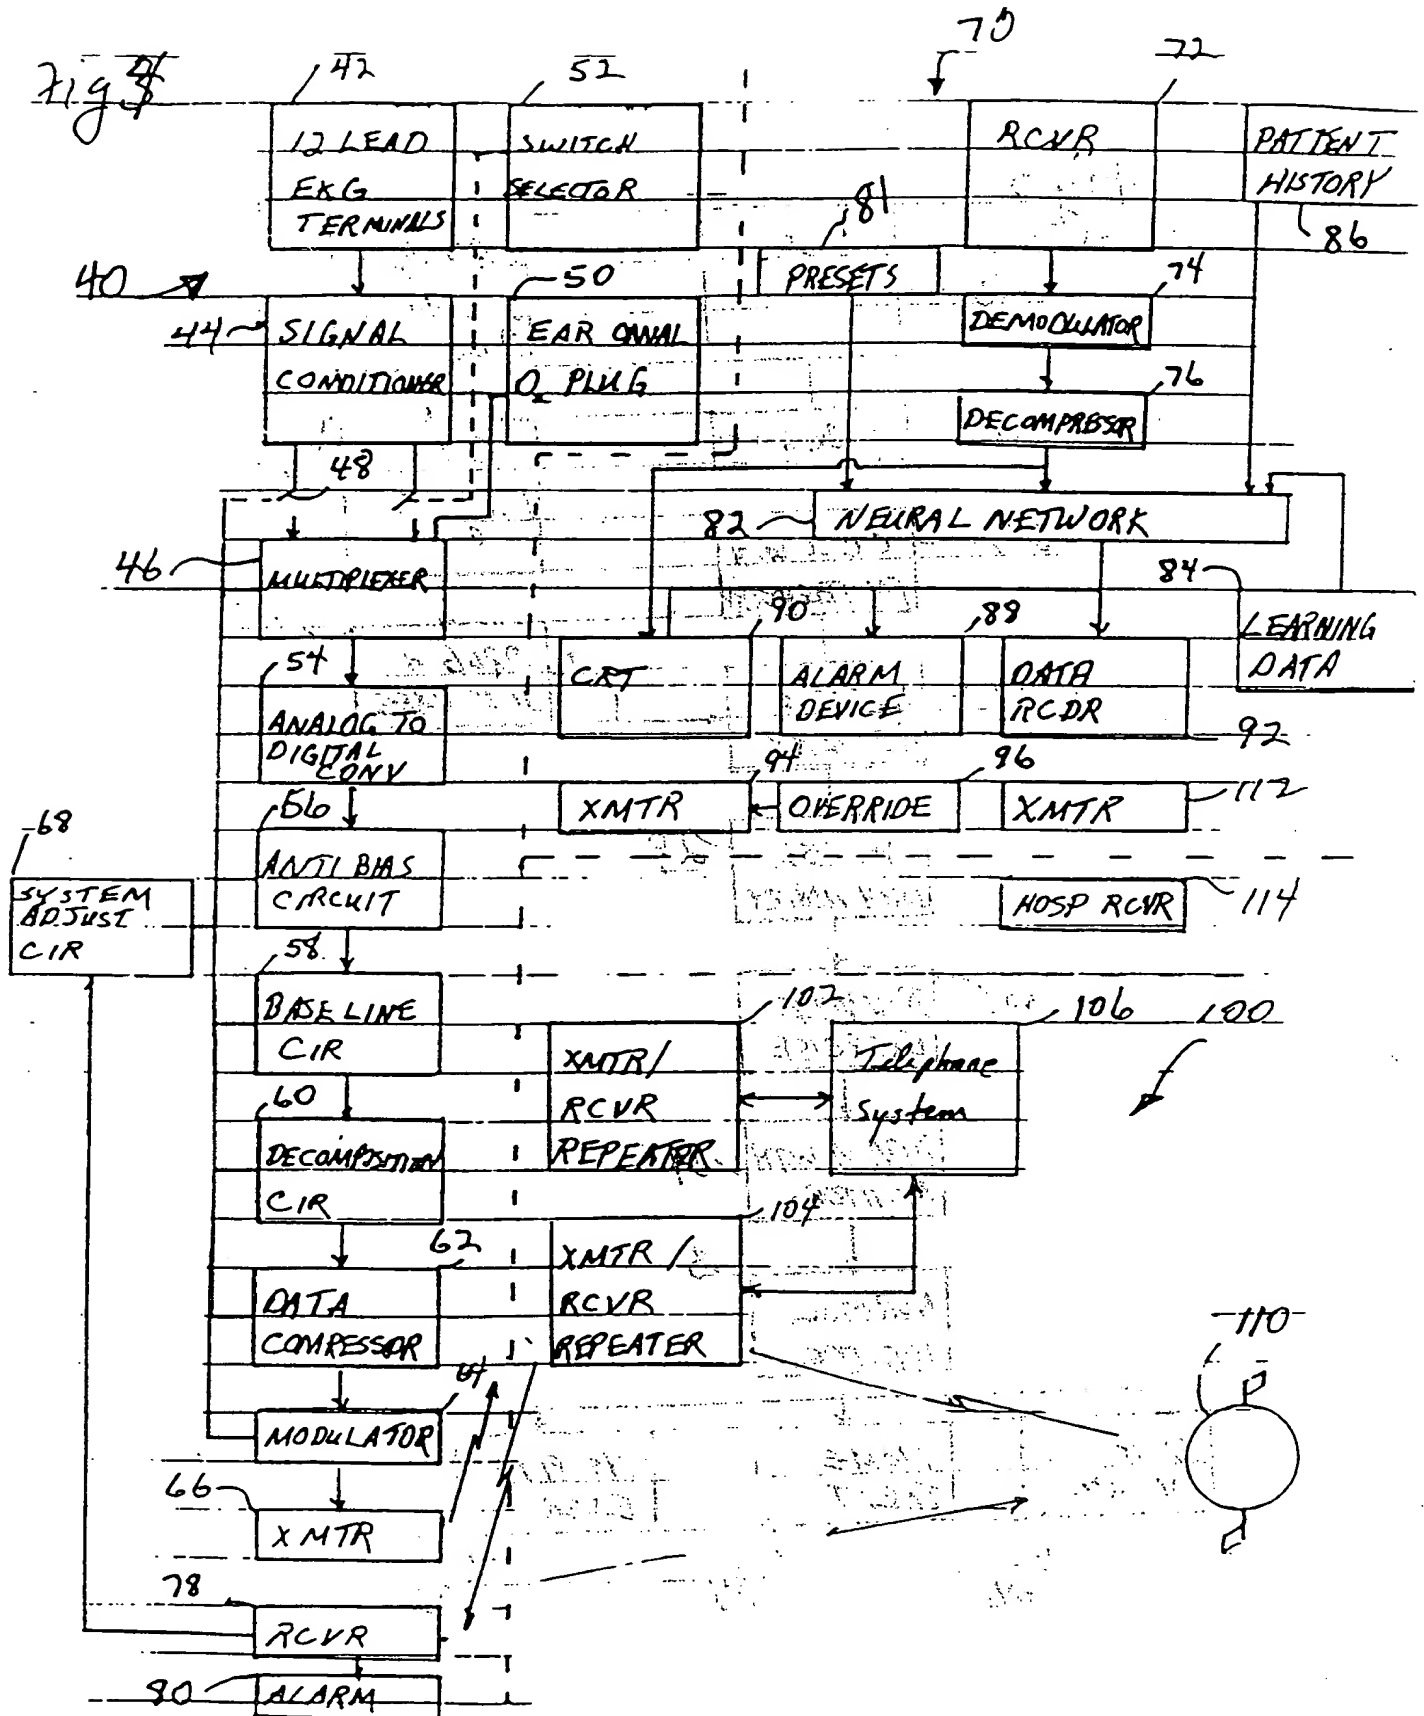 Fig
42
52
70
72
12 LEAD
EKG
TERMINALS
SWITCH
SELECTOR
RCVR
PATIENT
HISTORY
86
81
PRESETS
74
DEMODULATOR
76
DECOMPRESSOR
40
44
SIGNAL
CONDITIONER
50
EAR CANAL
O2 PLUG
48
82
NEURAL NETWORK
46
MULTIPLEXER
84
LEARNING
DATA
90
CRT
88
ALARM
DEVICE
DATA
RCDR
92
54
ANALOG TO
DIGITAL
CONV
94
XMTR
96
OVERRIDE
XMTR
112
68
SYSTEM
ADJUST
CIR
56
ANTI BIAS
CIRCUIT
HOSP RCVR
114
58
BASE LINE
CIR
102
XMTR/
RCVR
REPEATER
106
Telephone
System
100
60
DECOMPOSITION
CIR
104
XMTR/
RCVR
REPEATER
62
DATA
COMPESSOR
110
64
MODULATOR
66
XMTR
78
RCVR
80
ALARM